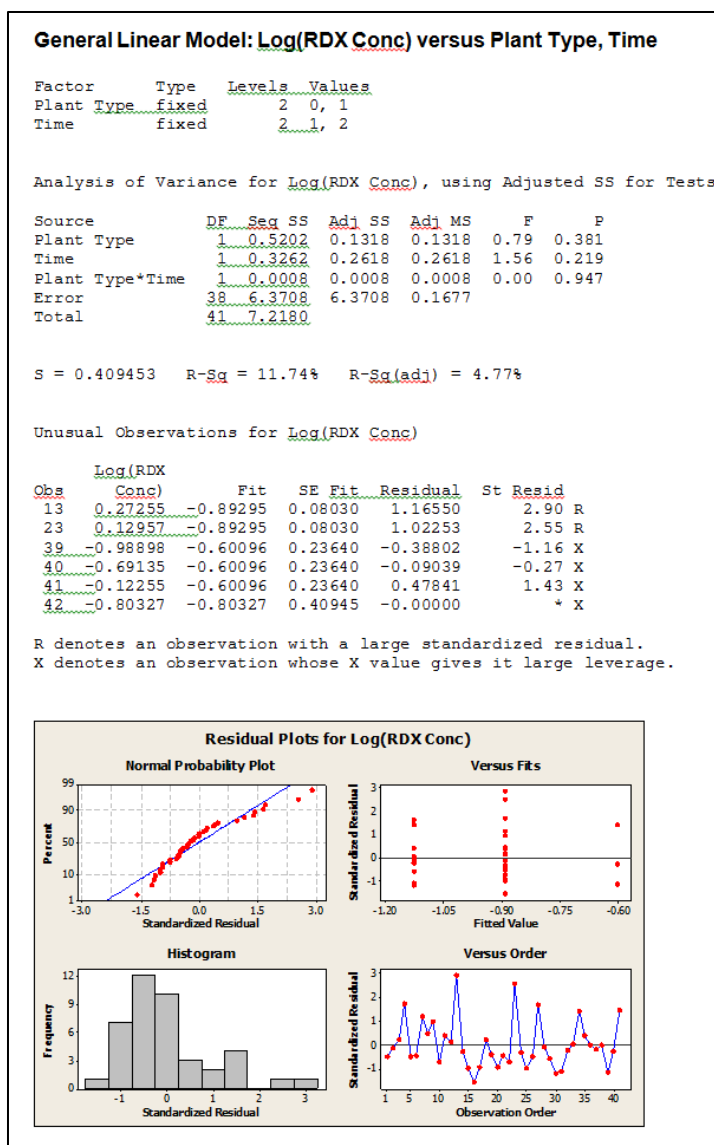 General Linear Model: Log(RDX Conc) versus Plant Type, Time
Factor Type Levels Values
Plant Type fixed 2 0, 1
Time fixed 2 1, 2
Analysis of Variance for Log(RDX Conc), using Adjusted SS for Tests
Source DF Seq SS Adj SS Adj MS F P
Plant Type 1 0.5202 0.1318 0.1318 0.79 0.381
Time 1 0.3262 0.2618 0.2618 1.56 0.219
Plant Type*Time 1 0.0008 0.0008 0.0008 0.00 0.947
Error 38 6.3708 6.3708 0.1677
Total 41 7.2180
S = 0.409453 R-Sq = 11.74% R-Sq(adj) = 4.77%
Unusual Observations for Log(RDX Conc)
Log(RDX
Obs Conc) Fit SE Fit Residual St Resid
13 0.27255 -0.89295 0.08030 1.16550 2.90 R
23 0.12957 -0.89295 0.08030 1.02253 2.55 R
39 -0.98898 -0.60096 0.23640 -0.38802 -1.16 X
40 -0.69135 -0.60096 0.23640 -0.09039 -0.27 X
41 -0.12255 -0.60096 0.23640 0.47841 1.43 X
42 -0.80327 -0.80327 0.40945 -0.00000 * X
R denotes an observation with a large standardized residual.
X denotes an observation whose X value gives it large leverage.
Residual Plots for Log(RDX Conc)
Normal Probability Plot
99
90
50
10
1
Percent
-3.0 -1.5 0.0 1.5 3.0
Standardized Residual
Versus Fits
3
2
1
0
-1
Standardized Residual
-1.20 -1.05 -0.90 -0.75 -0.60
Fitted Value
Histogram
12
9
6
3
0
Frequency
-1 0 1 2 3
Standardized Residual
Versus Order
3
2
1
0
-1
Standardized Residual
1 5 10 15 20 25 30 35 40
Observation Order